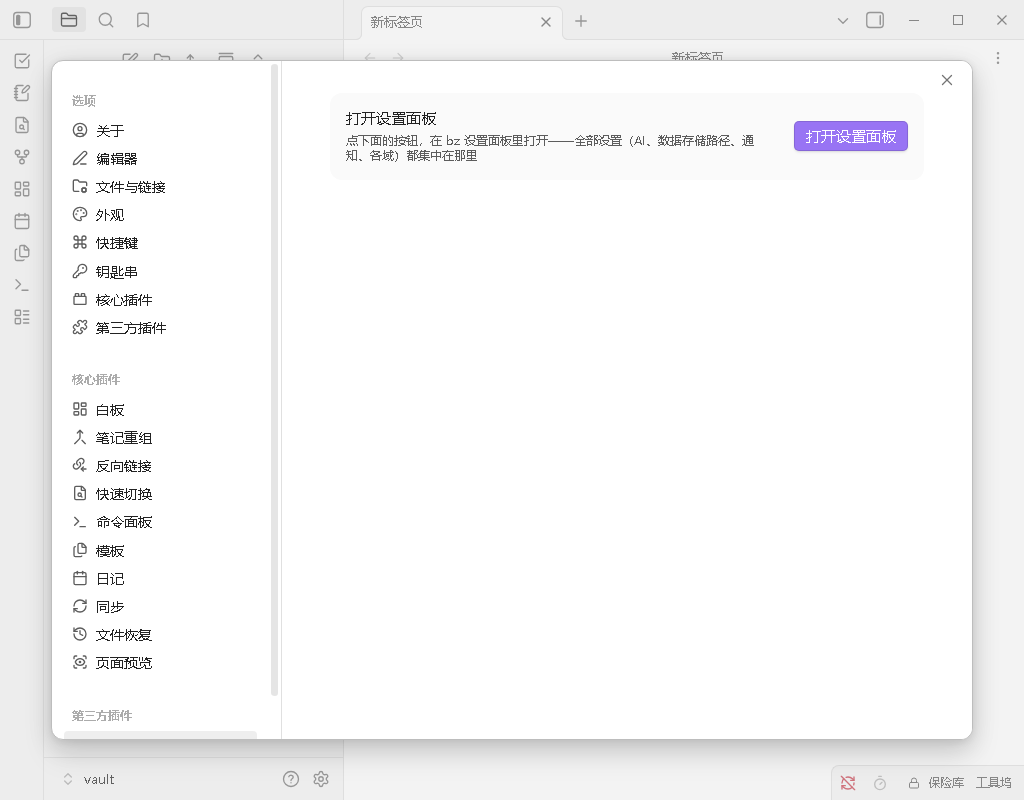 新标签页
新标签页
选项
关于
编辑器
文件与链接
外观
快捷键
钥匙串
核心插件
第三方插件
核心插件
白板
笔记重组
反向链接
快速切换
命令面板
模板
日记
同步
文件恢复
页面预览
第三方插件
打开设置面板
点下面的按钮，在 bz 设置面板里打开——全部设置（AI、数据存储路径、通
知、各域）都集中在那里
打开设置面板
vault
保险库 工具坞